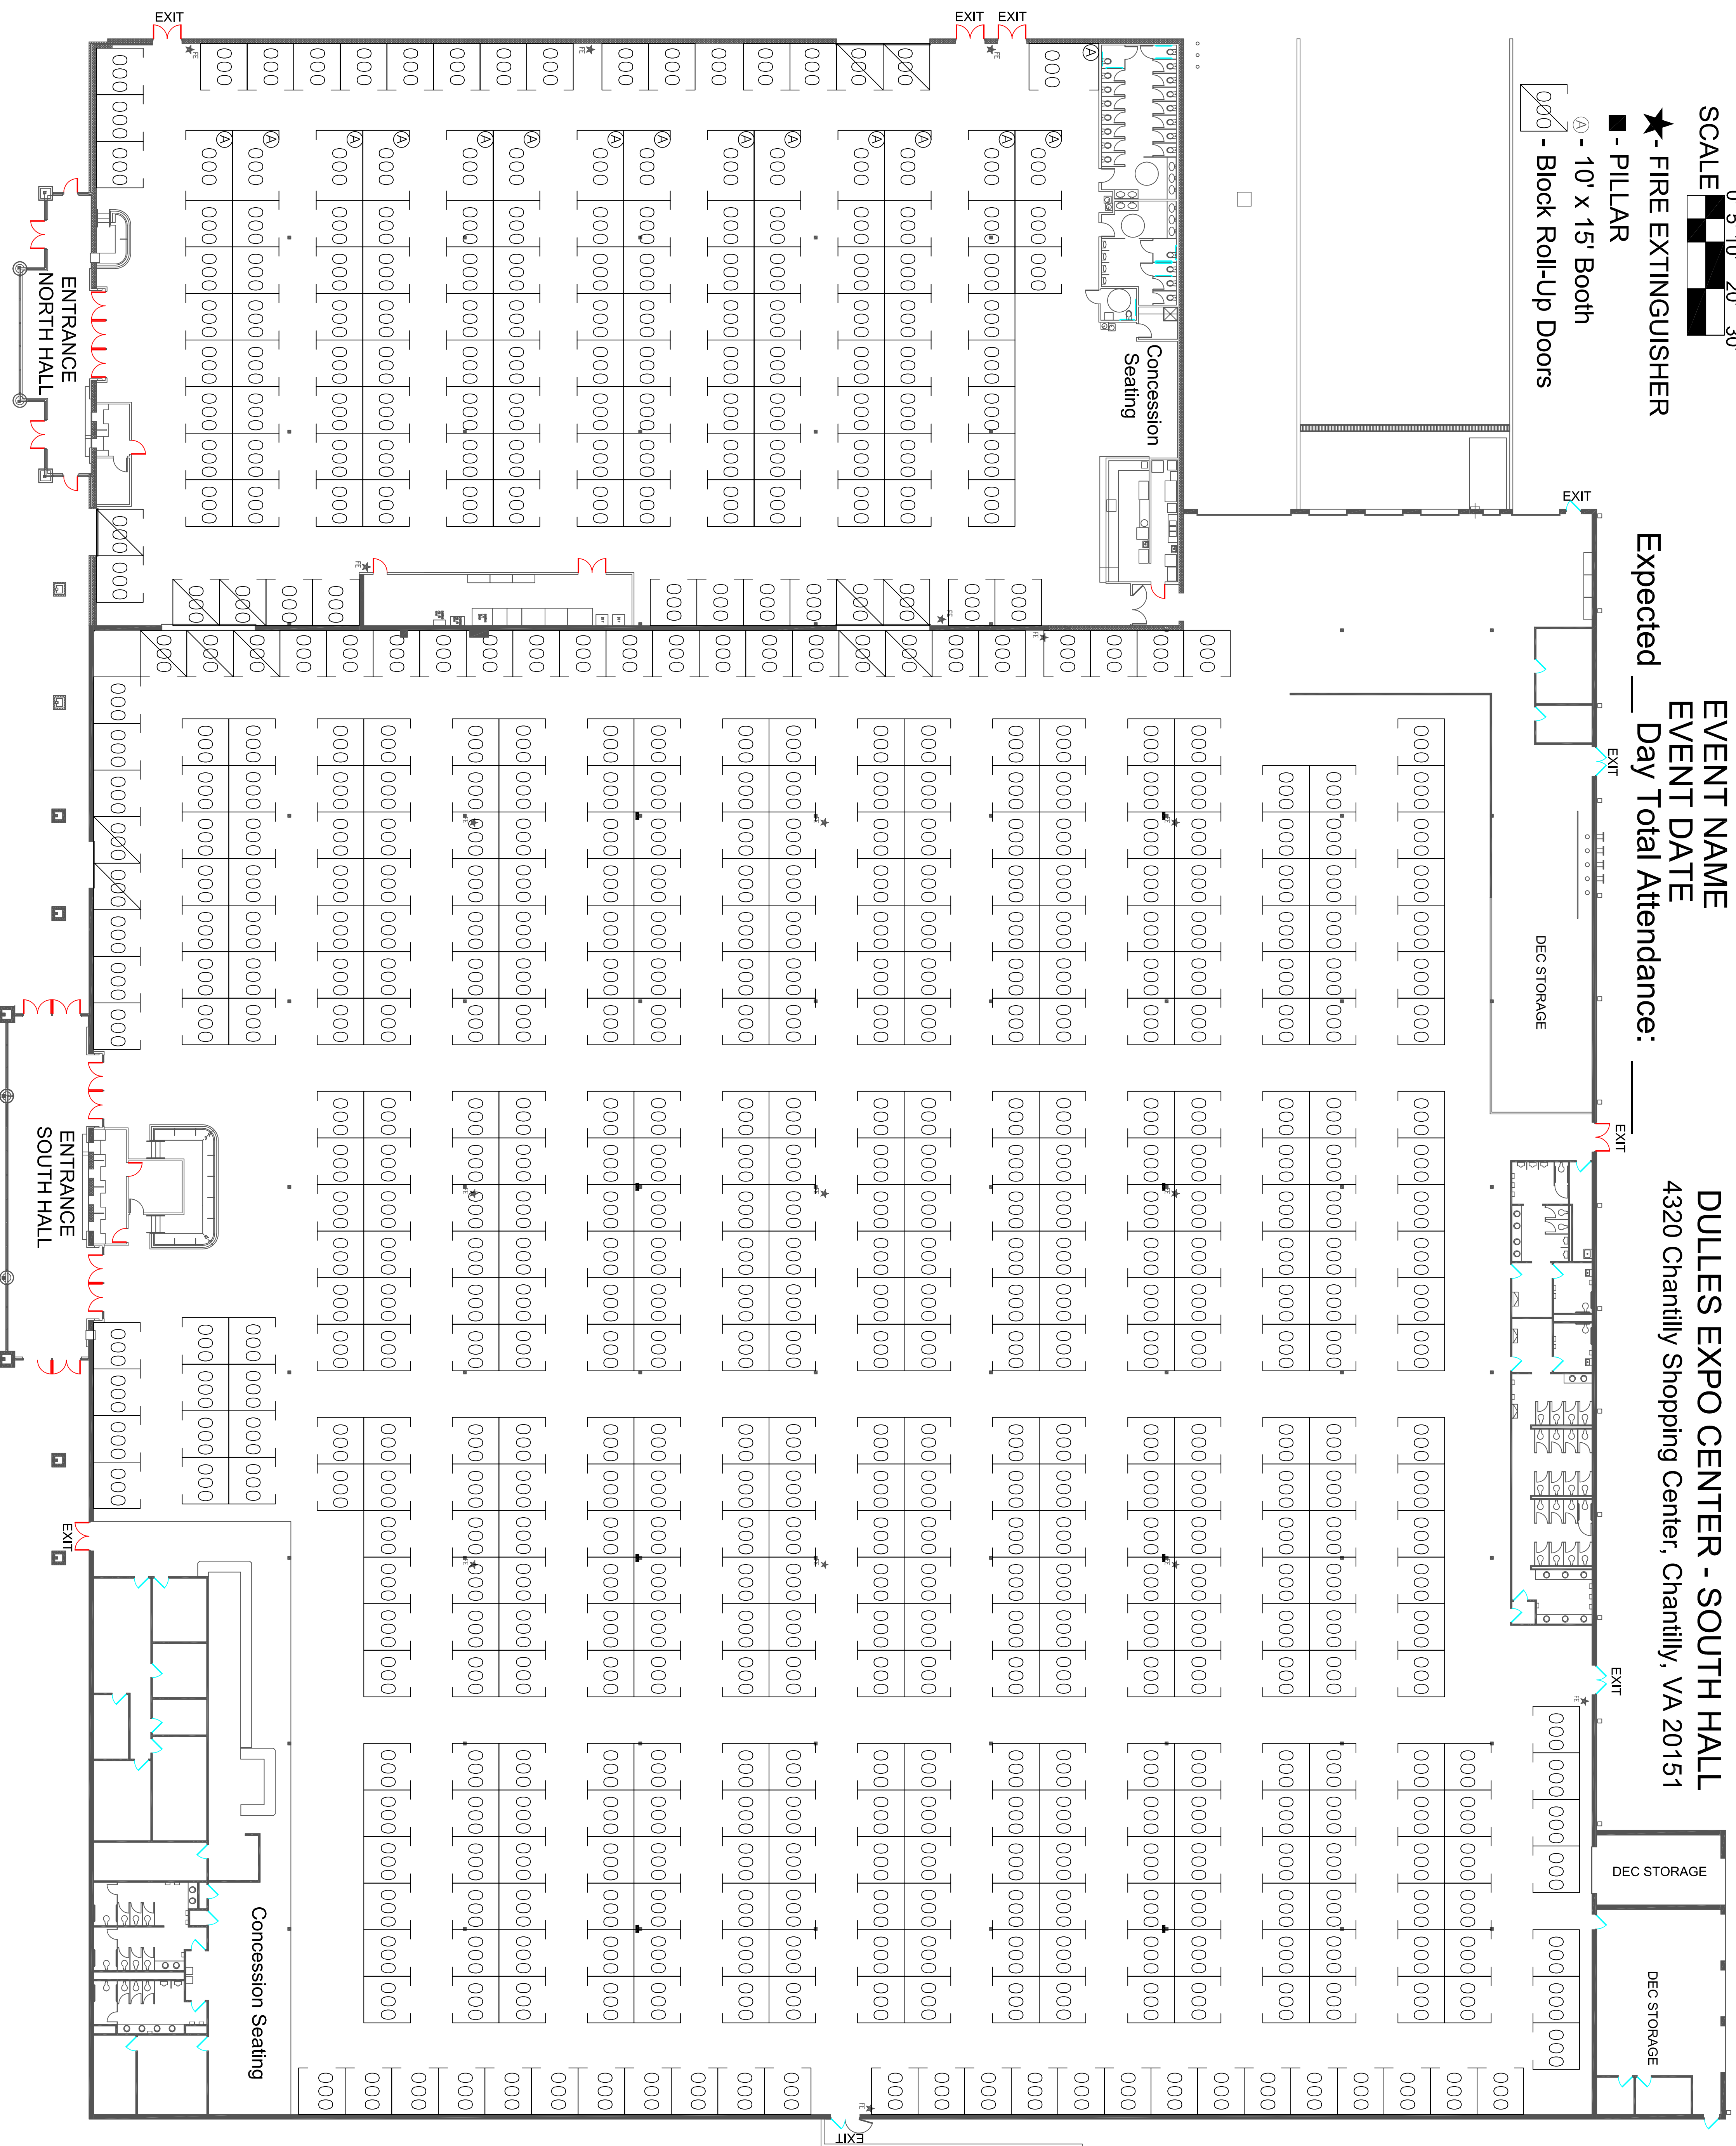 SCALE 0' 5' 10' 20' 30'
★ - FIRE EXTINGUISHER
■ - PILLAR
Ⓐ - 10' x 15' Booth
000 - Block Roll-Up Doors
EVENT NAME
EVENT DATE
Expected ___ Day Total Attendance: _____
DULLES EXPO CENTER - SOUTH HALL
4320 Chantilly Shopping Center, Chantilly, VA 20151
EXIT
EXIT
EXIT
EXIT
EXIT
EXIT
EXIT
EXIT
EXIT
DEC STORAGE
DEC STORAGE
DEC STORAGE
Concession
Seating
Concession Seating
ENTRANCE
NORTH HALL
ENTRANCE
SOUTH HALL
FE
A
000